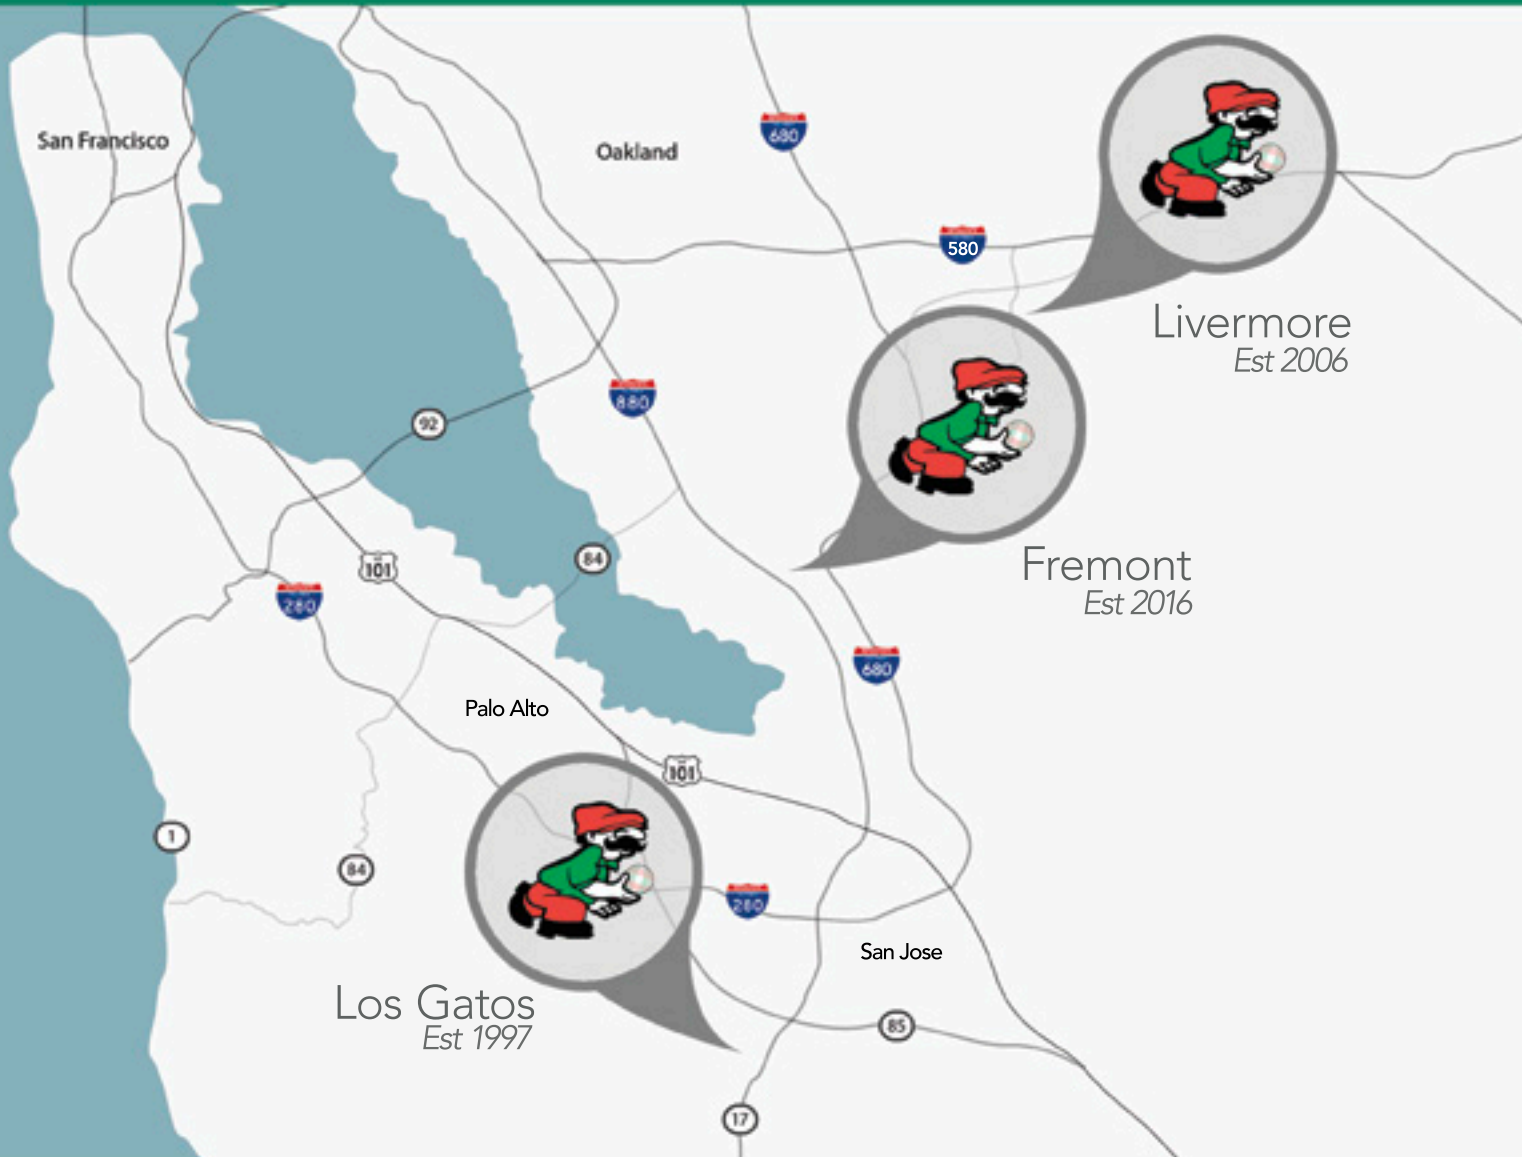 San Francisco
Oakland
680
580
Livermore
Est 2006
880
92
Fremont
Est 2016
84
101
280
680
Palo Alto
101
1
84
280
San Jose
Los Gatos
Est 1997
85
17